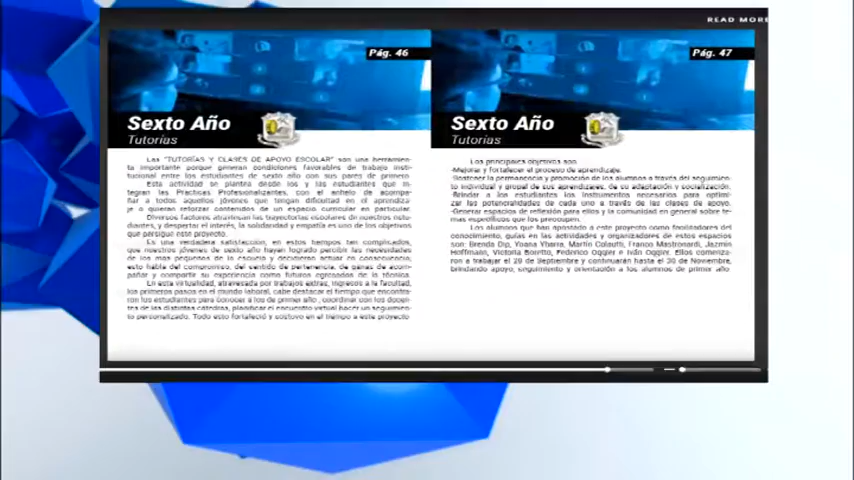 READ MORE
Pág. 46
Sexto Año
Tutorías
Las "TUTORÍAS Y CLASES DE APOYO ESCOLAR" son una herramien-
ta importante porque generan condiciones favorables de trabajo insti-
tucional entre los estudiantes de sexto año con sus pares de primero
Esta actividad se plantea desde los y las estudiantes que in-
tegran las Prácticas Profesionalizantes, con el anhelo de acompa-
ñar a todos aquellos jóvenes que tengan dificultad en el aprendiza
je o quieran reforzar contenidos de un espacio curricular en particular.
Diversos factores atraviesan las trayectorias escolares de nuestros estu-
diantes, y despertar el interés, la solidaridad y empatía es uno de los objetivos
que persigue este proyecto.
Es una verdadera satisfacción, en estos tiempos tan complicados,
que nuestros jóvenes de sexto año hayan logrado percibir las necesidades
de los más pequeños de la escuela y decidieran actuar en consecuencia,
esto habla del compromiso, del sentido de pertenencia, de ganas de acom-
pañar y compartir su experiencia como futuros egresados de la técnica.
En esta virtualidad, atravesada por trabajos extras, ingresos a la facultad,
los primeros pasos en el mundo laboral, cabe destacar el tiempo que encontra-
ron los estudiantes para conocer a los de primer año, coordinar con los docen-
tes de las distintas cátedras, planificar el encuentro virtual hacer un seguimien-
to personalizado. Todo esto fortaleció y sostuvo en el tiempo a este proyecto
Pág. 47
Sexto Año
Tutorías
Los principales objetivos son
-Mejorar y fortalecer el proceso de aprendizaje.
-Sostener la permanencia y promoción de los alumnos a través del seguimien-
to individual y grupal de sus aprendizajes, de su adaptación y socialización.
-Brindar a los estudiantes los instrumentos necesarios para optimi-
zar las potencialidades de cada uno a través de las clases de apoyo.
-Generar espacios de reflexión para ellos y la comunidad en general sobre te-
mas específicos que los preocupen.
Los alumnos que han apostado a este proyecto como facilitadores del
conocimiento, guías en las actividades y organizadores de estos espacios
son: Brenda Dip, Yoana Ybarra, Martín Colautti, Franco Mastronardi, Jazmín
Hoffmann, Victoria Boretto, Federico Oggier e Iván Oggier. Ellos comenza-
ron a trabajar el 28 de Septiembre y continuarán hasta el 30 de Noviembre,
brindando apoyo, seguimiento y orientación a los alumnos de primer año